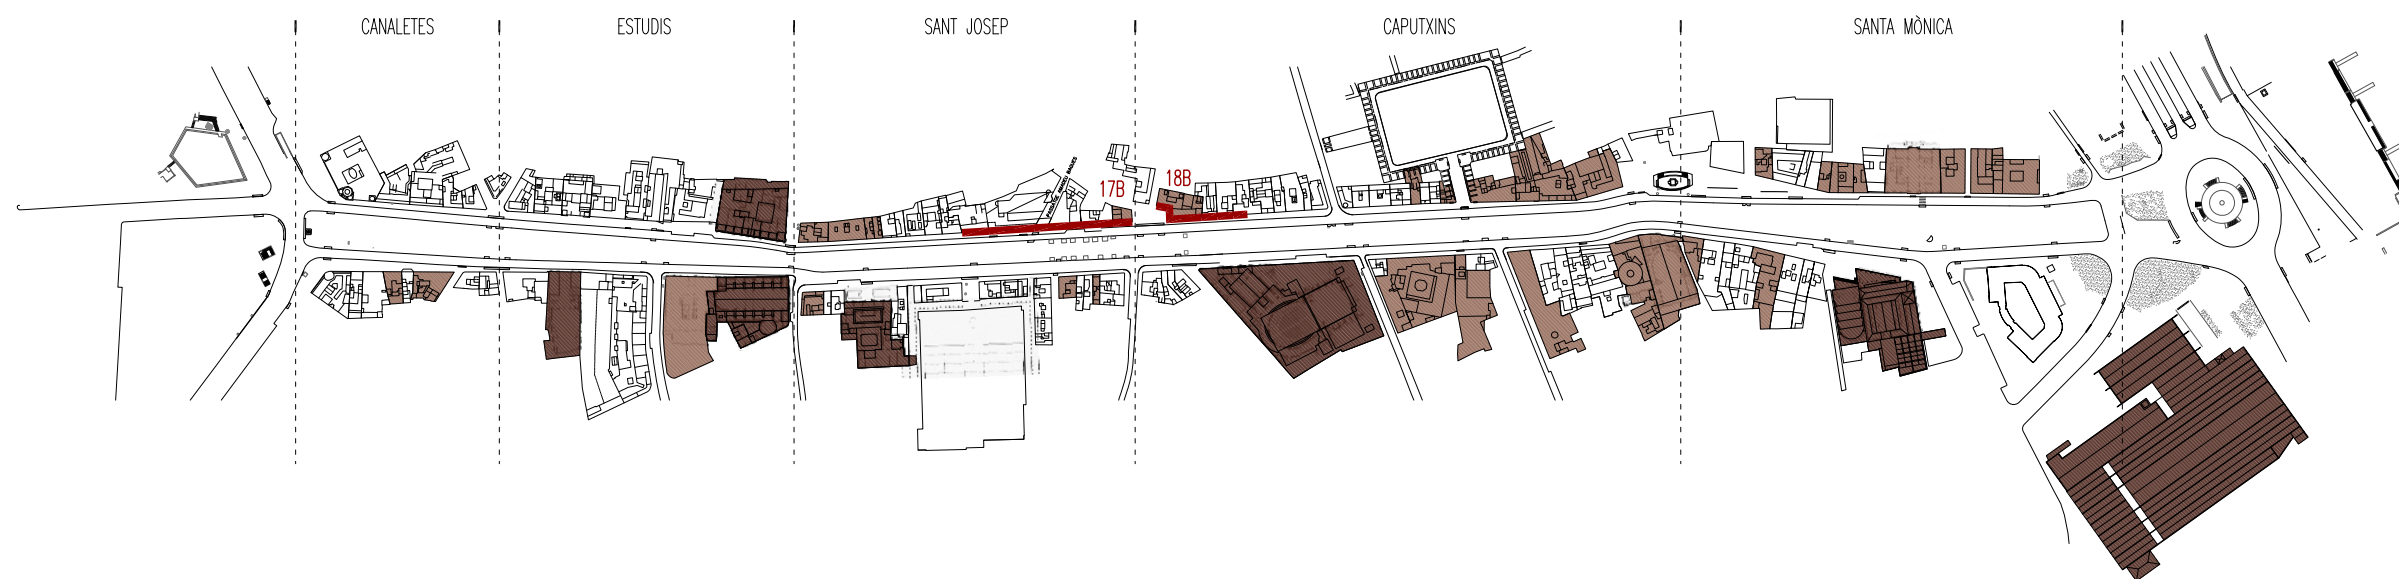 CANALETES
ESTUDIS
SANT JOSEP
CAPUTXINS
SANTA MÒNICA
17B
18B